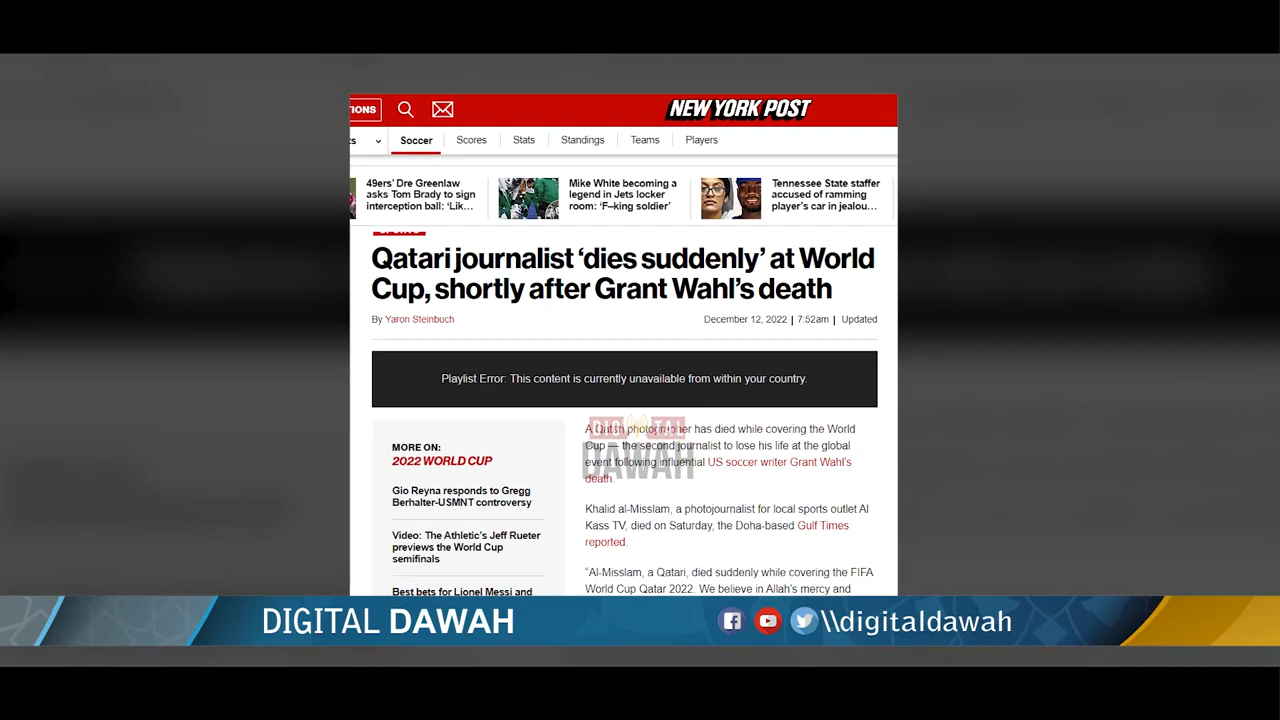 TIONS
NEW YORK POST
Soccer
Scores
Stats
Standings
Teams
Players
49ers' Dre Greenlaw
asks Tom Brady to sign
interception ball: ‘Lik...
Mike White becoming a
legend in Jets locker
room: ‘F–king soldier’
Tennessee State staffer
accused of ramming
player's car in jealou...
Qatari journalist ‘dies suddenly’ at World
Cup, shortly after Grant Wahl’s death
By Yaron Steinbuch
December 12, 2022 | 7:52am | Updated
Playlist Error: This content is currently unavailable from within your country.
MORE ON:
2022 WORLD CUP
Gio Reyna responds to Gregg
Berhalter-USMNT controversy
Video: The Athletic's Jeff Rueter
previews the World Cup
semifinals
Best bets for Lionel Messi and
A Qatari photographer has died while covering the World
Cup — the second journalist to lose his life at the global
event following influential US soccer writer Grant Wahl’s
death.
Khalid al-Misslam, a photojournalist for local sports outlet Al
Kass TV, died on Saturday, the Doha-based Gulf Times
reported.
“Al-Misslam, a Qatari, died suddenly while covering the FIFA
World Cup Qatar 2022. We believe in Allah’s mercy and
DIGITAL
DAWAH
DIGITAL DAWAH
\\digitaldawah